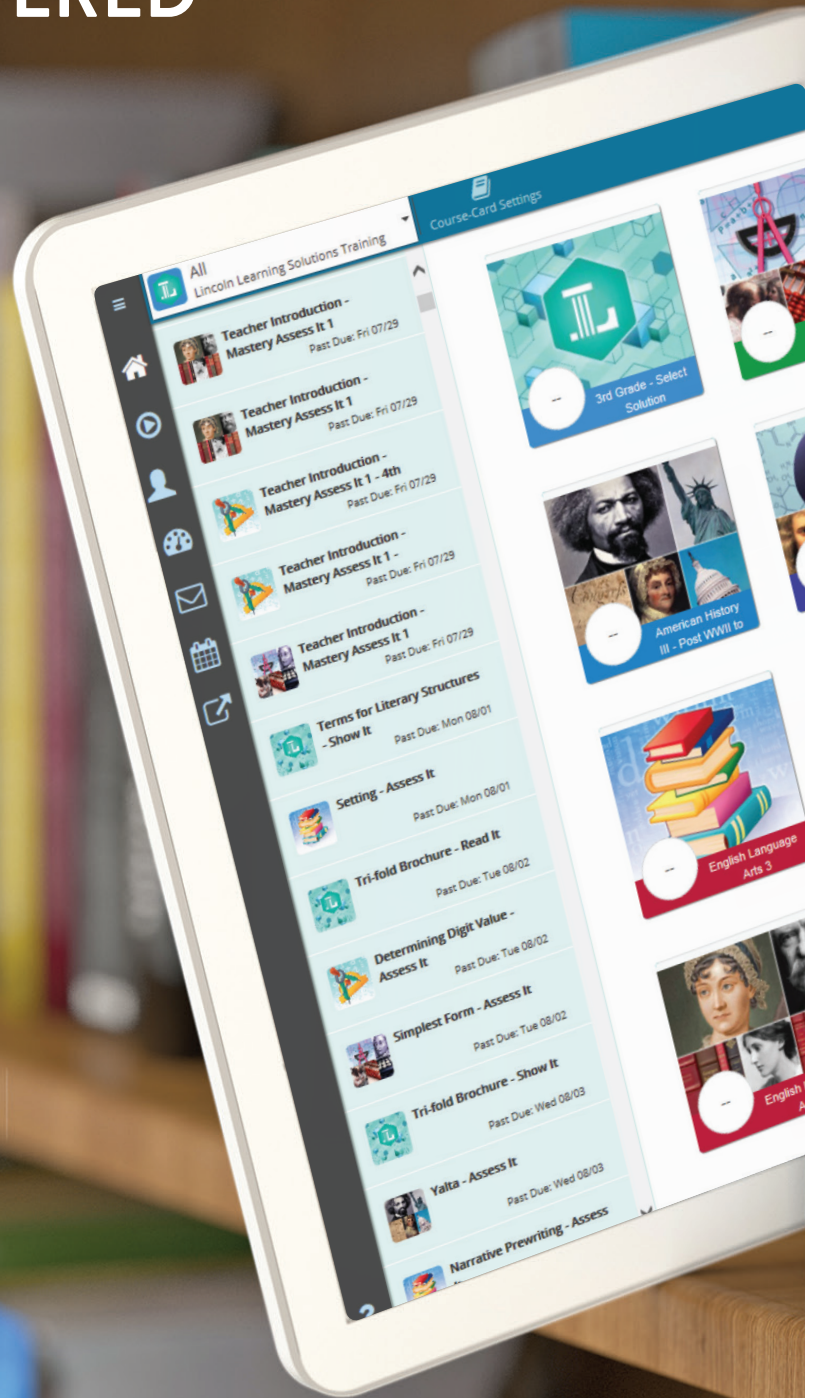 ERED
All
Lincoln Learning Solutions Training
Course-Card Settings
Teacher Introduction -
Mastery Assess It 1
Past Due: Fri 07/29
Teacher Introduction -
Mastery Assess It 1
Past Due: Fri 07/29
Teacher Introduction -
Mastery Assess It 1 - 4th
Past Due: Fri 07/29
Teacher Introduction -
Mastery Assess It 1 -
Past Due: Fri 07/29
Teacher Introduction -
Mastery Assess It 1
Past Due: Fri 07/29
Terms for Literary Structures
- Show It
Past Due: Mon 08/01
Setting - Assess It
Past Due: Mon 08/01
Tri-fold Brochure - Read It
Past Due: Tue 08/02
Determining Digit Value -
Assess It
Past Due: Tue 08/02
Simplest Form - Assess It
Past Due: Tue 08/02
Tri-fold Brochure - Show It
Past Due: Wed 08/03
Yalta - Assess It
Past Due: Wed 08/03
Narrative Prewriting - Assess
?
--
3rd Grade - Select
Solution
--
--
American History
III - Post WWII to
--
English Language
Arts 3
--
English